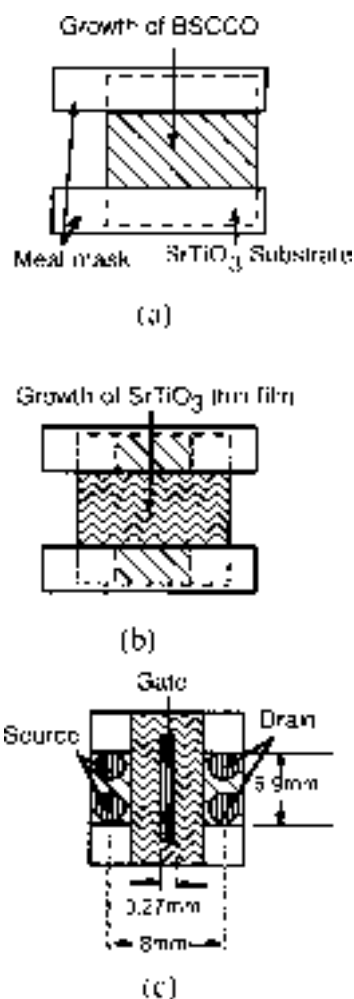 Growth of BSCCO
Meal mask
SrTiO3 Substrate
(a)
Growth of SrTiO3 (thin film)
(b)
Gate
Source
Drain
5.9mm
0.27mm
8mm
(c)